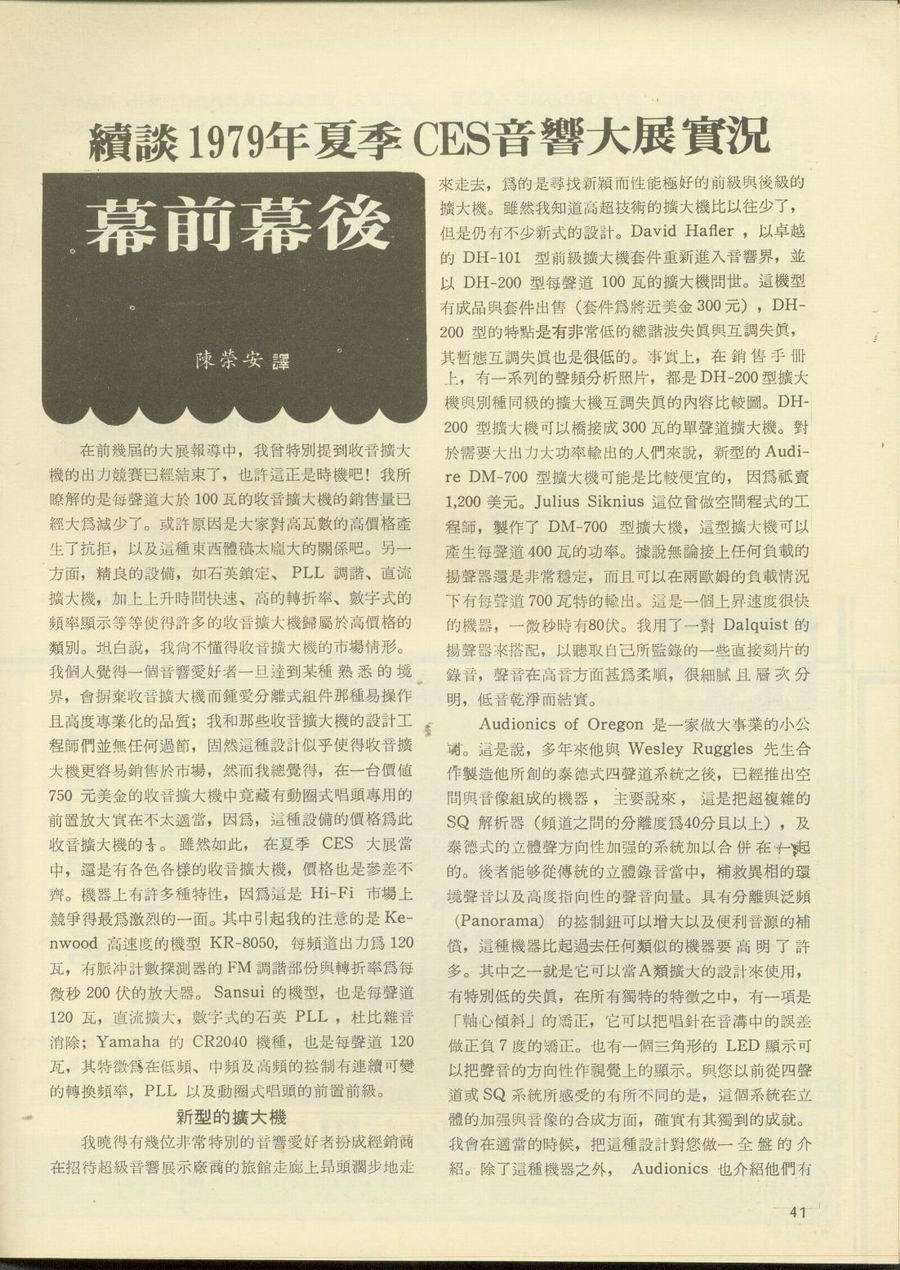 續談1979年夏季CES音響大展實況
幕前幕後
陳榮安 譯
在前幾屆的大展報導中，我曾特別提到收音擴大
機的出力競賽已經結束了，也許這正是時機吧！我所
瞭解的是每聲道大於 100 瓦的收音擴大機的銷售量已
經大爲減少了。或許原因是大家對高瓦數的高價格產
生了抗拒，以及這種東西體積太龐大的關係吧。另一
方面，精良的設備，如石英鎖定、 PLL 調諧、直流
擴大機，加上上升時間快速、高的轉折率、數字式的
頻率顯示等等使得許多的收音擴大機歸屬於高價格的
類別。坦白說，我尙不懂得收音擴大機的市場情形。
我個人覺得一個音響愛好者一旦達到某種熟悉的境
界，會摒棄收音擴大機而鍾愛分離式組件那種易操作
且高度專業化的品質；我和那些收音擴大機的設計工
程師們並無任何過節，固然這種設計似乎使得收音擴
大機更容易銷售於市場，然而我總覺得，在一台價値
750 元美金的收音擴大機中竟藏有動圈式唱頭專用的
前置放大實在不太適當，因爲，這種設備的價格爲此
收音擴大機的 。雖然如此，在夏季 CES 大展當
中，還是有各色各樣的收音擴大機，價格也是參差不
齊。機器上有許多種特性，因爲這是 Hi-Fi 市場上
競爭得最爲激烈的一面。其中引起我的注意的是 Ke-
nwood 高速度的機型 KR-8050, 每頻道出力爲 120
瓦，有脈冲計數探測器的 FM 調諧部份與轉折率爲每
微秒 200 伏的放大器。 Sansui 的機型，也是每聲道
120 瓦，直流擴大，數字式的石英 PLL ，杜比雜音
消除；Yamaha 的 CR2040 機種，也是每聲道 120
瓦，其特徵爲在低頻、中頻及高頻的控制有連續可變
的轉換頻率，PLL 以及動圈式唱頭的前置前級。
新型的擴大機
我曉得有幾位非常特別的音響愛好者扮成經銷商
在招待超級音響展示廠商的旅館走廊上昻頭濶步地走
來走去，爲的是尋找新穎而性能極好的前級與後級的
擴大機。雖然我知道高超技術的擴大機比以往少了，
但是仍有不少新式的設計。David Hafler ，以卓越
的 DH-101 型前級擴大機套件重新進入音響界，並
以 DH-200 型每聲道 100 瓦的擴大機問世。這機型
有成品與套件出售（套件爲將近美金 300 元），DH-
200 型的特點是有非常低的總諧波失眞與互調失眞，
其暫態互調失眞也是很低的。事實上，在銷售手冊
上，有一系列的聲頻分析照片，都是 DH-200 型擴大
機與別種同級的擴大機互調失眞的內容比較圖。DH-
200 型擴大機可以橋接成 300 瓦的單聲道擴大機。對
於需要大出力大功率輸出的人們來說，新型的 Audi-
re DM-700 型擴大機可能是比較便宜的，因爲祗賣
1,200 美元。Julius Siknius 這位曾做空間程式的工
程師，製作了 DM-700 型擴大機，這型擴大機可以
產生每聲道 400 瓦的功率。據說無論接上任何負載的
揚聲器還是非常穩定，而且可以在兩歐姆的負載情況
下有每聲道 700 瓦特的輸出。這是一個上昇速度很快
的機器，一微秒時有80伏。我用了一對 Dalquist 的
揚聲器來搭配，以聽取自己所監錄的一些直接刻片的
錄音，聲音在高音方面甚爲柔順，很細膩且層次分
明，低音乾淨而結實。
Audionics of Oregon 是一家做大事業的小公
。這是說，多年來他與 Wesley Ruggles 先生合
作製造他所創的泰德式四聲道系統之後，已經推出空
間與音像組成的機器，主要說來，這是把超複雜的
SQ 解析器（頻道之間的分離度爲40分貝以上），及
泰德式的立體聲方向性加强的系統加以合併在一起
的。後者能夠從傳統的立體錄音當中，補救異相的環
境聲音以及高度指向性的聲音向量。具有分離與泛頻
（Panorama）的控制鈕可以增大以及便利音源的補
償，這種機器比起過去任何類似的機器要高明了許
多。其中之一就是它可以當A類擴大的設計來使用，
有特別低的失眞，在所有獨特的特徵之中，有一項是
「軸心傾斜」的矯正，它可以把唱針在音溝中的誤差
做正負 7 度的矯正。也有一個三角形的 LED 顯示可
以把聲音的方向性作視覺上的顯示。與您以前從四聲
道或 SQ 系統所感受的有所不同的是，這個系統在立
體的加强與音像的合成方面，確實有其獨到的成就。
我會在適當的時候，把這種設計對您做一全盤的介
紹。除了這種機器之外， Audionics 也介紹他們有
41